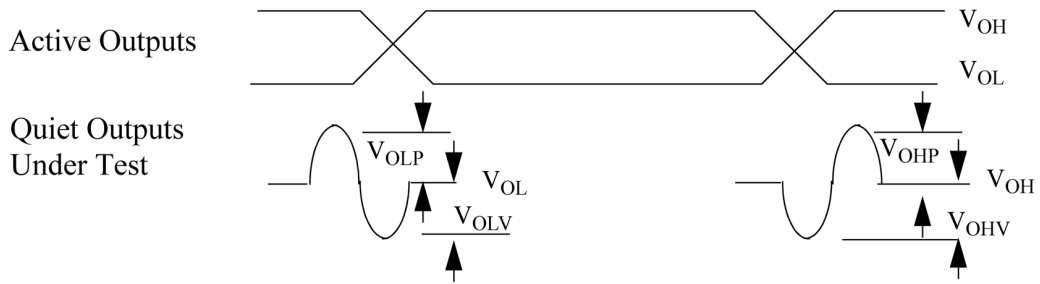 Active Outputs
V_OH
V_OL
Quiet Outputs
Under Test
V_OLP
V_OL
V_OLV
V_OHP
V_OH
V_OHV